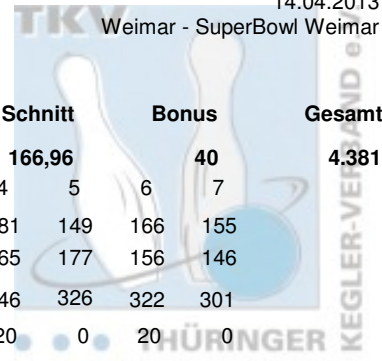 14.04.2013
TKV
Weimar - SuperBowl Weimar
Schnitt Bonus Gesamt
166,96 40 4.381
4 5 6 7
81 149 166 155
65 177 156 146
46 326 322 301
20 0 20 0
THÜRINGER
KEGLER-VERBAND e.V.